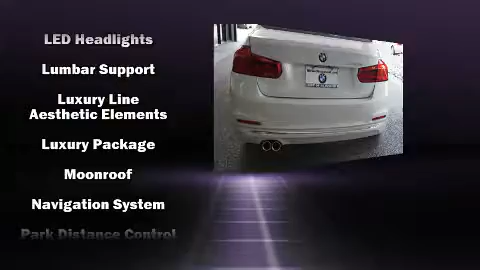 LED Headlights
Lumbar Support
Luxury Line
Aesthetic Elements
Luxury Package
Moonroof
Navigation System
Park Distance Control